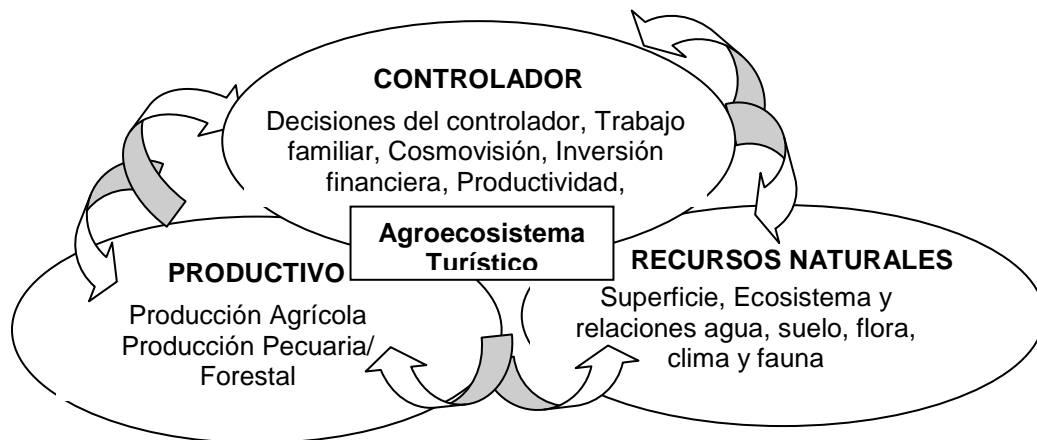 CONTROLADOR
Decisiones del controlador, Trabajo
familiar, Cosmovisión, Inversión
financiera, Productividad,
Agroecosistema
Turístico
PRODUCTIVO
Producción Agrícola
Producción Pecuaria/
Forestal
RECURSOS NATURALES
Superficie, Ecosistema y
relaciones agua, suelo, flora,
clima y fauna